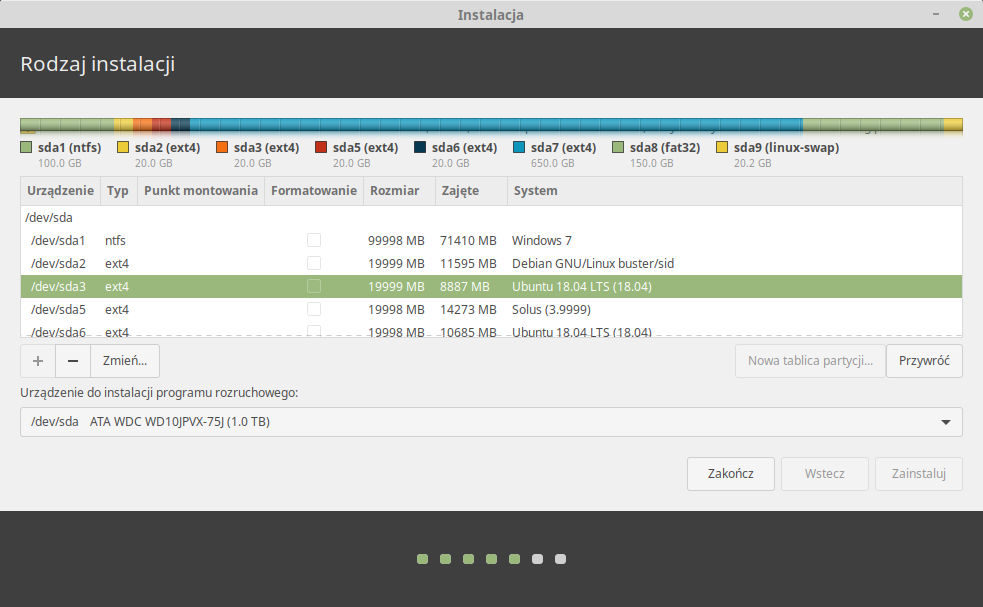 Instalacja
Rodzaj instalacji
sda1 (ntfs) sda2 (ext4) sda3 (ext4) sda5 (ext4) sda6 (ext4) sda7 (ext4) sda8 (fat32) sda9 (linux-swap)
100.0 GB 20.0 GB 20.0 GB 20.0 GB 20.0 GB 650.0 GB 150.0 GB 20.2 GB
Urządzenie Typ Punkt montowania Formatowanie Rozmiar Zajęte System
/dev/sda
/dev/sda1 ntfs 99998 MB 71410 MB Windows 7
/dev/sda2 ext4 19999 MB 11595 MB Debian GNU/Linux buster/sid
/dev/sda3 ext4 19999 MB 8887 MB Ubuntu 18.04 LTS (18.04)
/dev/sda5 ext4 19998 MB 14273 MB Solus (3.9999)
/dev/sda6 ext4 19998 MB 10685 MB Ubuntu 18.04 LTS (18.04)
+ − Zmień... Nowa tablica partycji... Przywróć
Urządzenie do instalacji programu rozruchowego:
/dev/sda ATA WDC WD10JPVX-75J (1.0 TB)
Zakończ Wstecz Zainstaluj